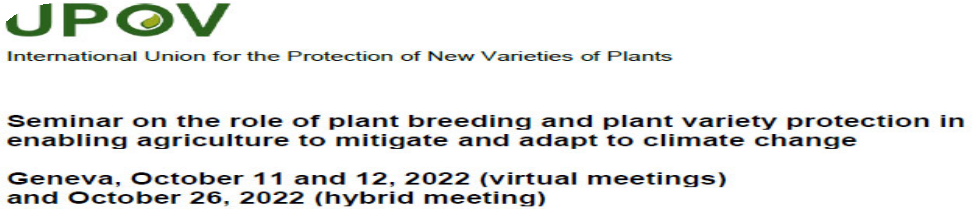 UPOV
International Union for the Protection of New Varieties of Plants
Seminar on the role of plant breeding and plant variety protection in
enabling agriculture to mitigate and adapt to climate change
Geneva, October 11 and 12, 2022 (virtual meetings)
and October 26, 2022 (hybrid meeting)